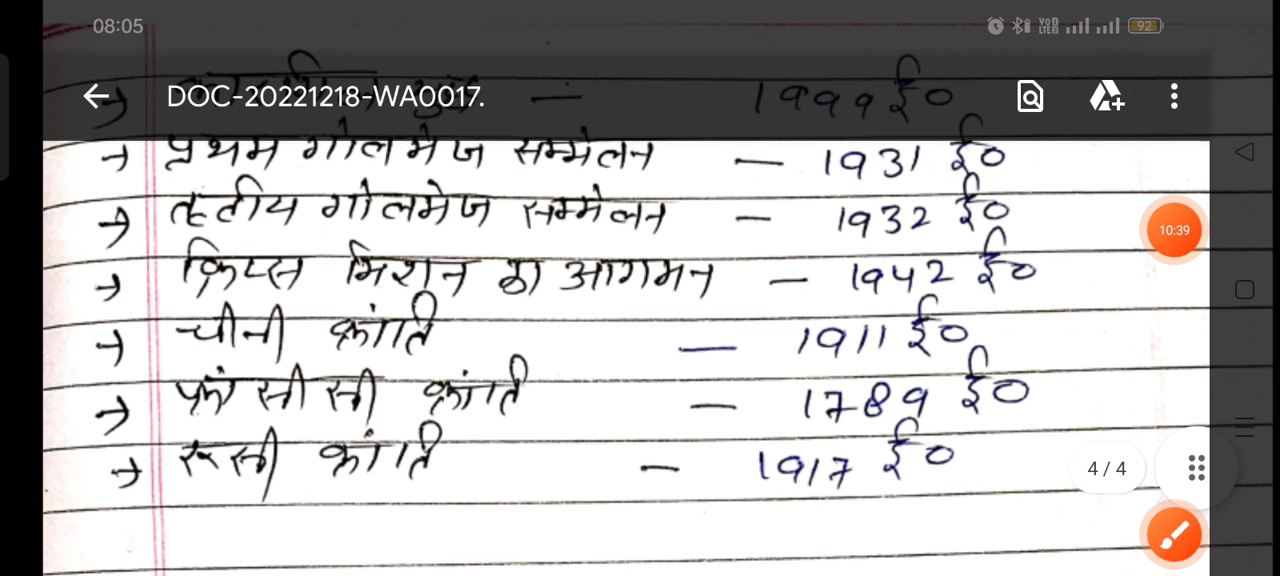 08:05
92
DOC-20221218-WA0017.
→ — 1999 ई०
→ प्रथम गोलमेज सम्मेलन — 1931 ई०
→ तृतीय गोलमेज सम्मेलन — 1932 ई०
10:39
→ क्रिप्स मिशन का आगमन — 1942 ई०
→ चीनी क्रांति — 1911 ई०
→ फ्रांसीसी क्रांति — 1789 ई०
→ रूसी क्रांति — 1917 ई०
4/4